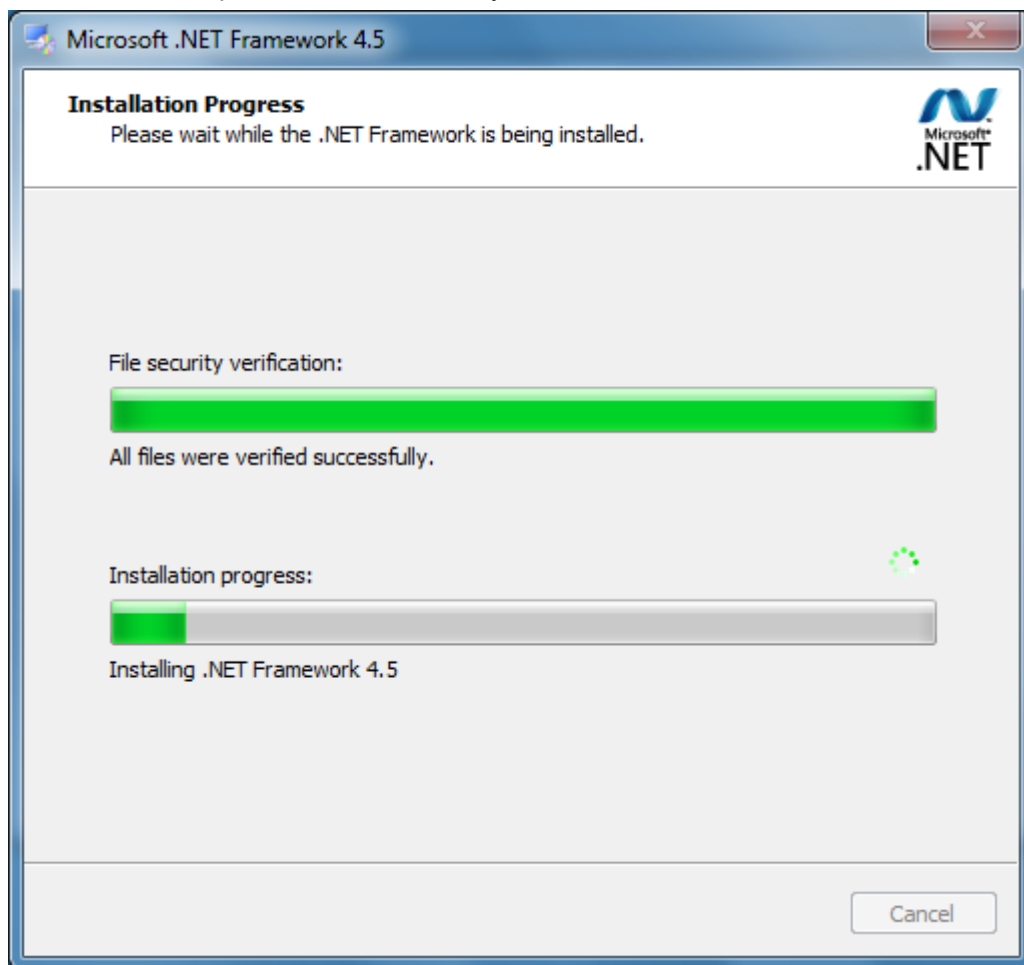 Microsoft .NET Framework 4.5
Installation Progress
Please wait while the .NET Framework is being installed.
Microsoft
.NET
File security verification:
All files were verified successfully.
Installation progress:
Installing .NET Framework 4.5
Cancel